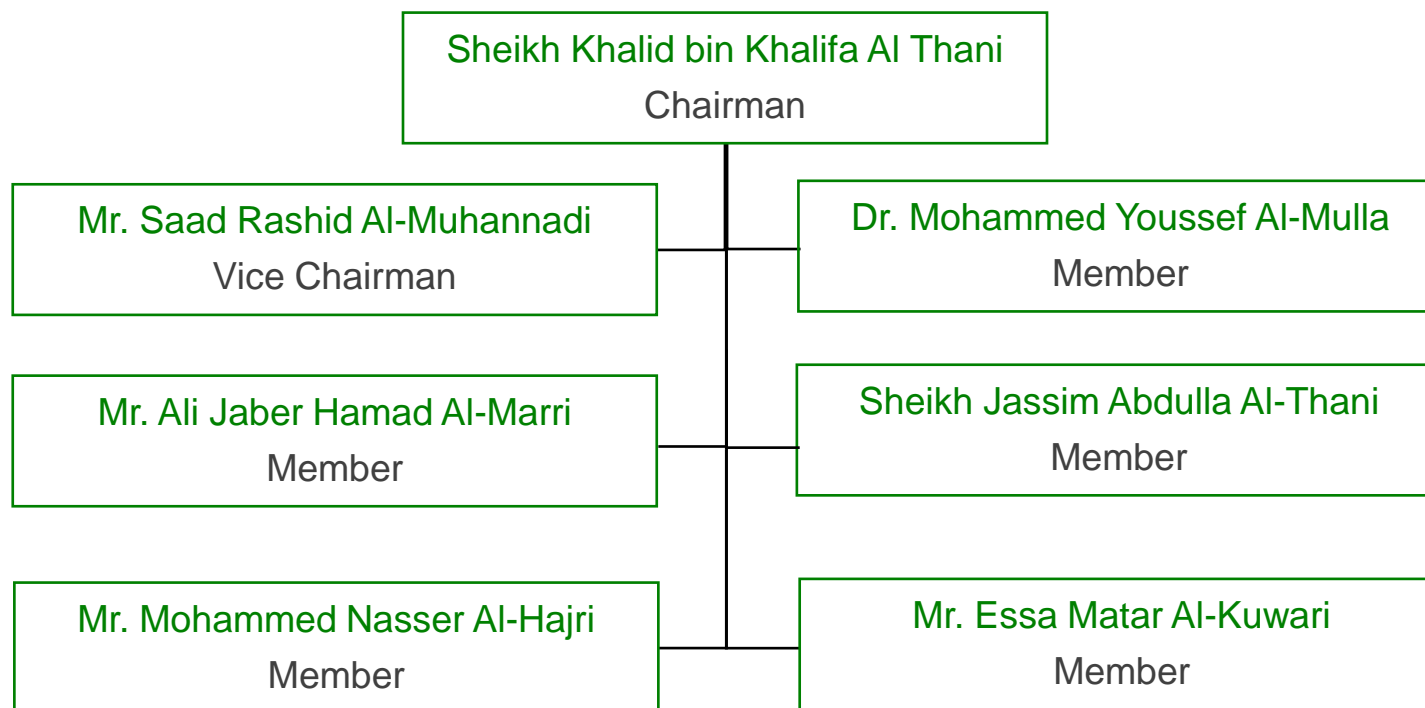 Sheikh Khalid bin Khalifa Al Thani
Chairman
Mr. Saad Rashid Al-Muhannadi
Vice Chairman
Dr. Mohammed Youssef Al-Mulla
Member
Mr. Ali Jaber Hamad Al-Marri
Member
Sheikh Jassim Abdulla Al-Thani
Member
Mr. Mohammed Nasser Al-Hajri
Member
Mr. Essa Matar Al-Kuwari
Member